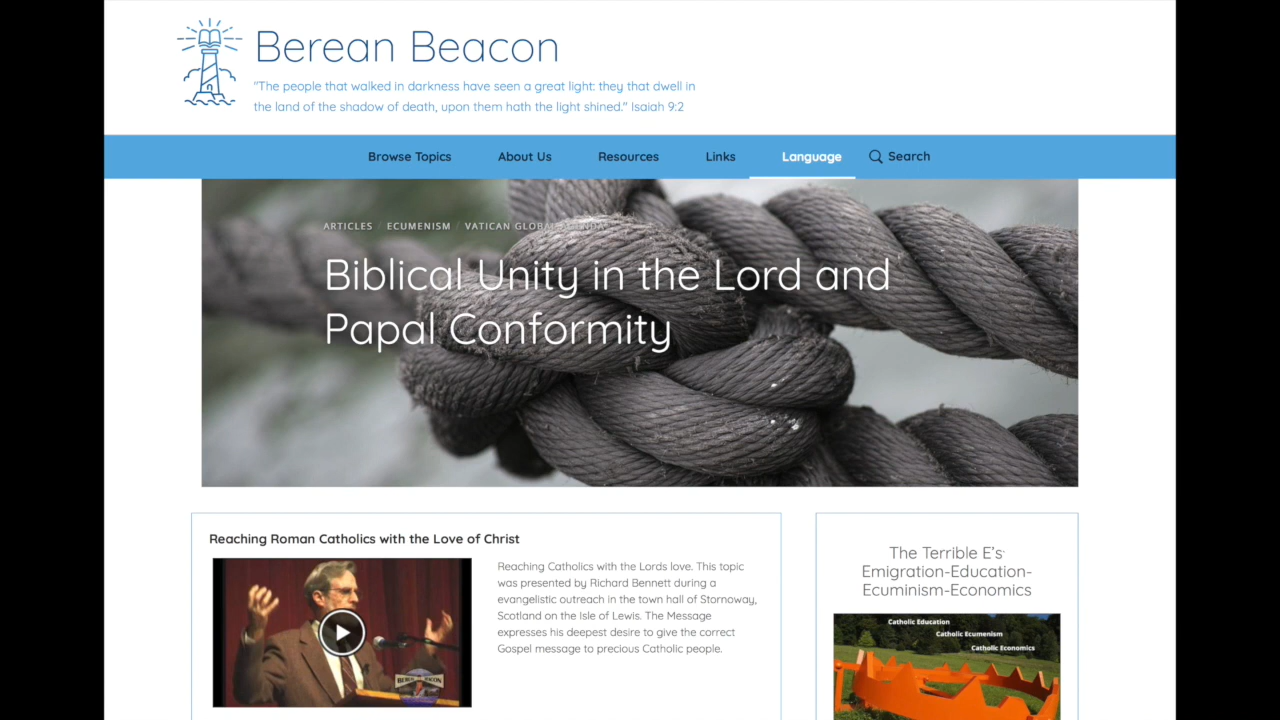 Berean Beacon
"The people that walked in darkness have seen a great light: they that dwell in
the land of the shadow of death, upon them hath the light shined." Isaiah 9:2
Browse Topics About Us Resources Links Language Search
ARTICLES / ECUMENISM / VATICAN GLOBAL AGENDA
Biblical Unity in the Lord and
Papal Conformity
Reaching Roman Catholics with the Love of Christ
Reaching Catholics with the Lords love. This topic
was presented by Richard Bennett during a
evangelistic outreach in the town hall of Stornoway,
Scotland on the Isle of Lewis. The Message
expresses his deepest desire to give the correct
Gospel message to precious Catholic people.
The Terrible E's
Emigration-Education-
Ecuminism-Economics
Catholic Education
Catholic Ecumenism
Catholic Economics